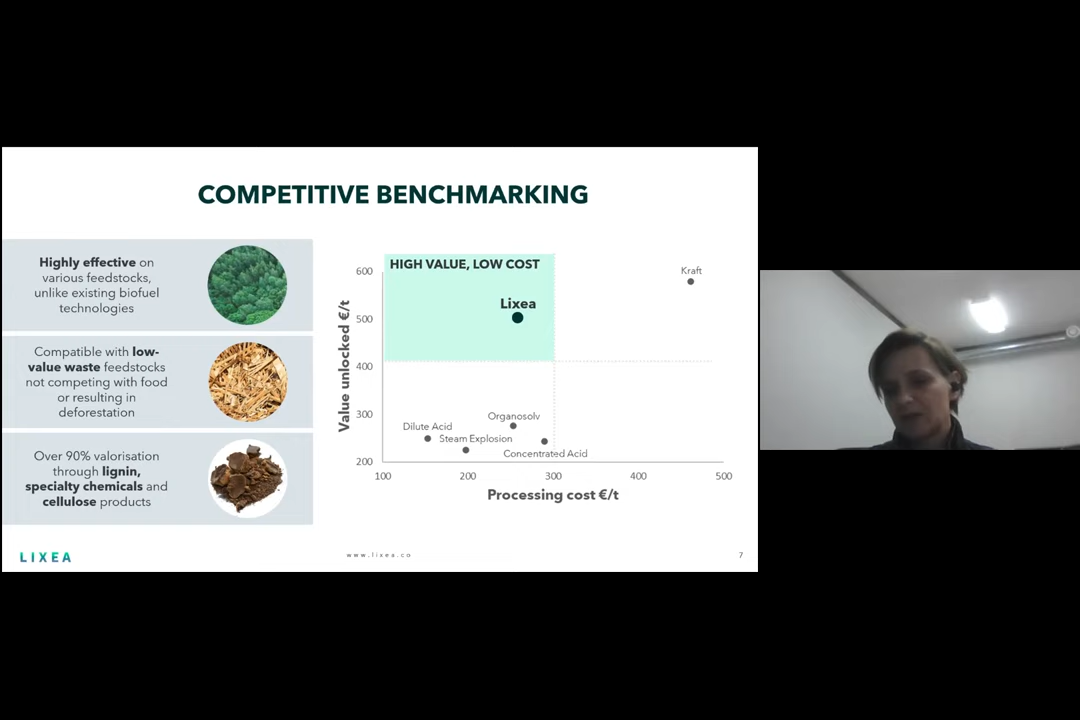 COMPETITIVE BENCHMARKING
Highly effective on
various feedstocks,
unlike existing biofuel
technologies
Compatible with low-
value waste feedstocks
not competing with food
or resulting in
deforestation
Over 90% valorisation
through lignin,
specialty chemicals and
cellulose products
HIGH VALUE, LOW COST
Value unlocked €/t
600
500
400
300
200
Kraft
Lixea
Organosolv
Dilute Acid
Steam Explosion
Concentrated Acid
100 200 300 400 500
Processing cost €/t
LIXEA
www.lixea.co
7